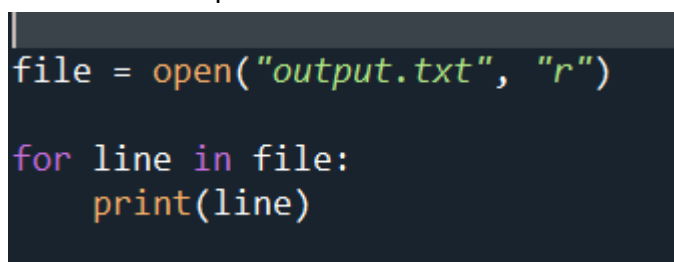 file = open("output.txt", "r")
for line in file:
    print(line)